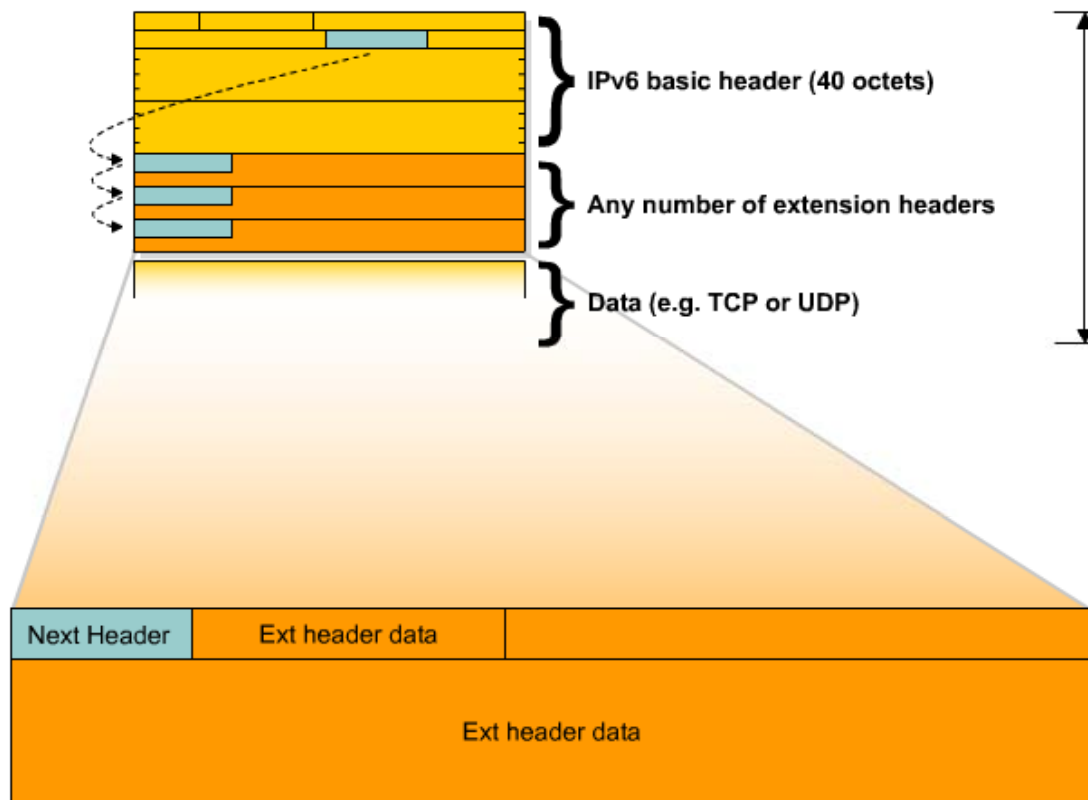 IPv6 basic header (40 octets)
Any number of extension headers
Data (e.g. TCP or UDP)
Next Header
Ext header data
Ext header data